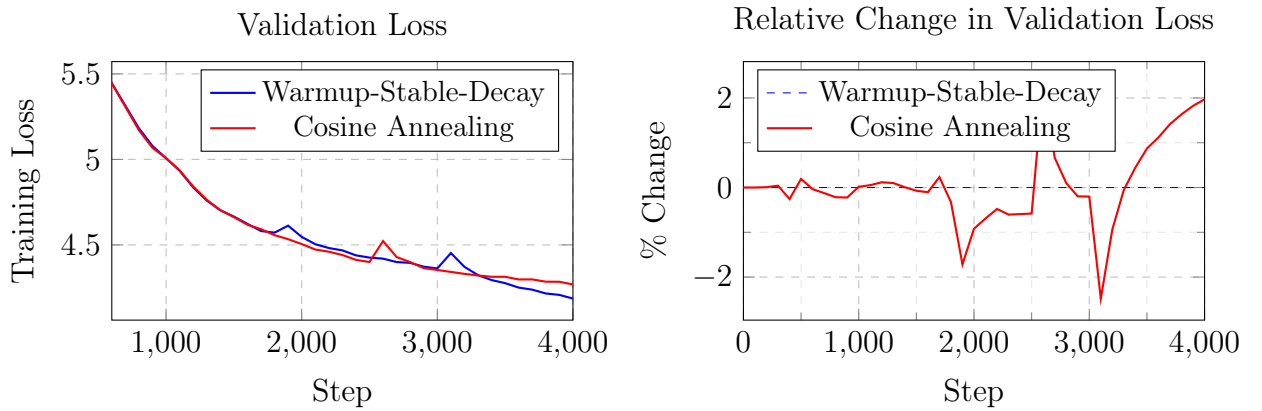 Validation Loss
Training Loss
5.5
5
4.5
Warmup-Stable-Decay
Cosine Annealing
1,000
2,000
3,000
4,000
Step
Relative Change in Validation Loss
% Change
2
0
−2
Warmup-Stable-Decay
Cosine Annealing
0
1,000
2,000
3,000
4,000
Step